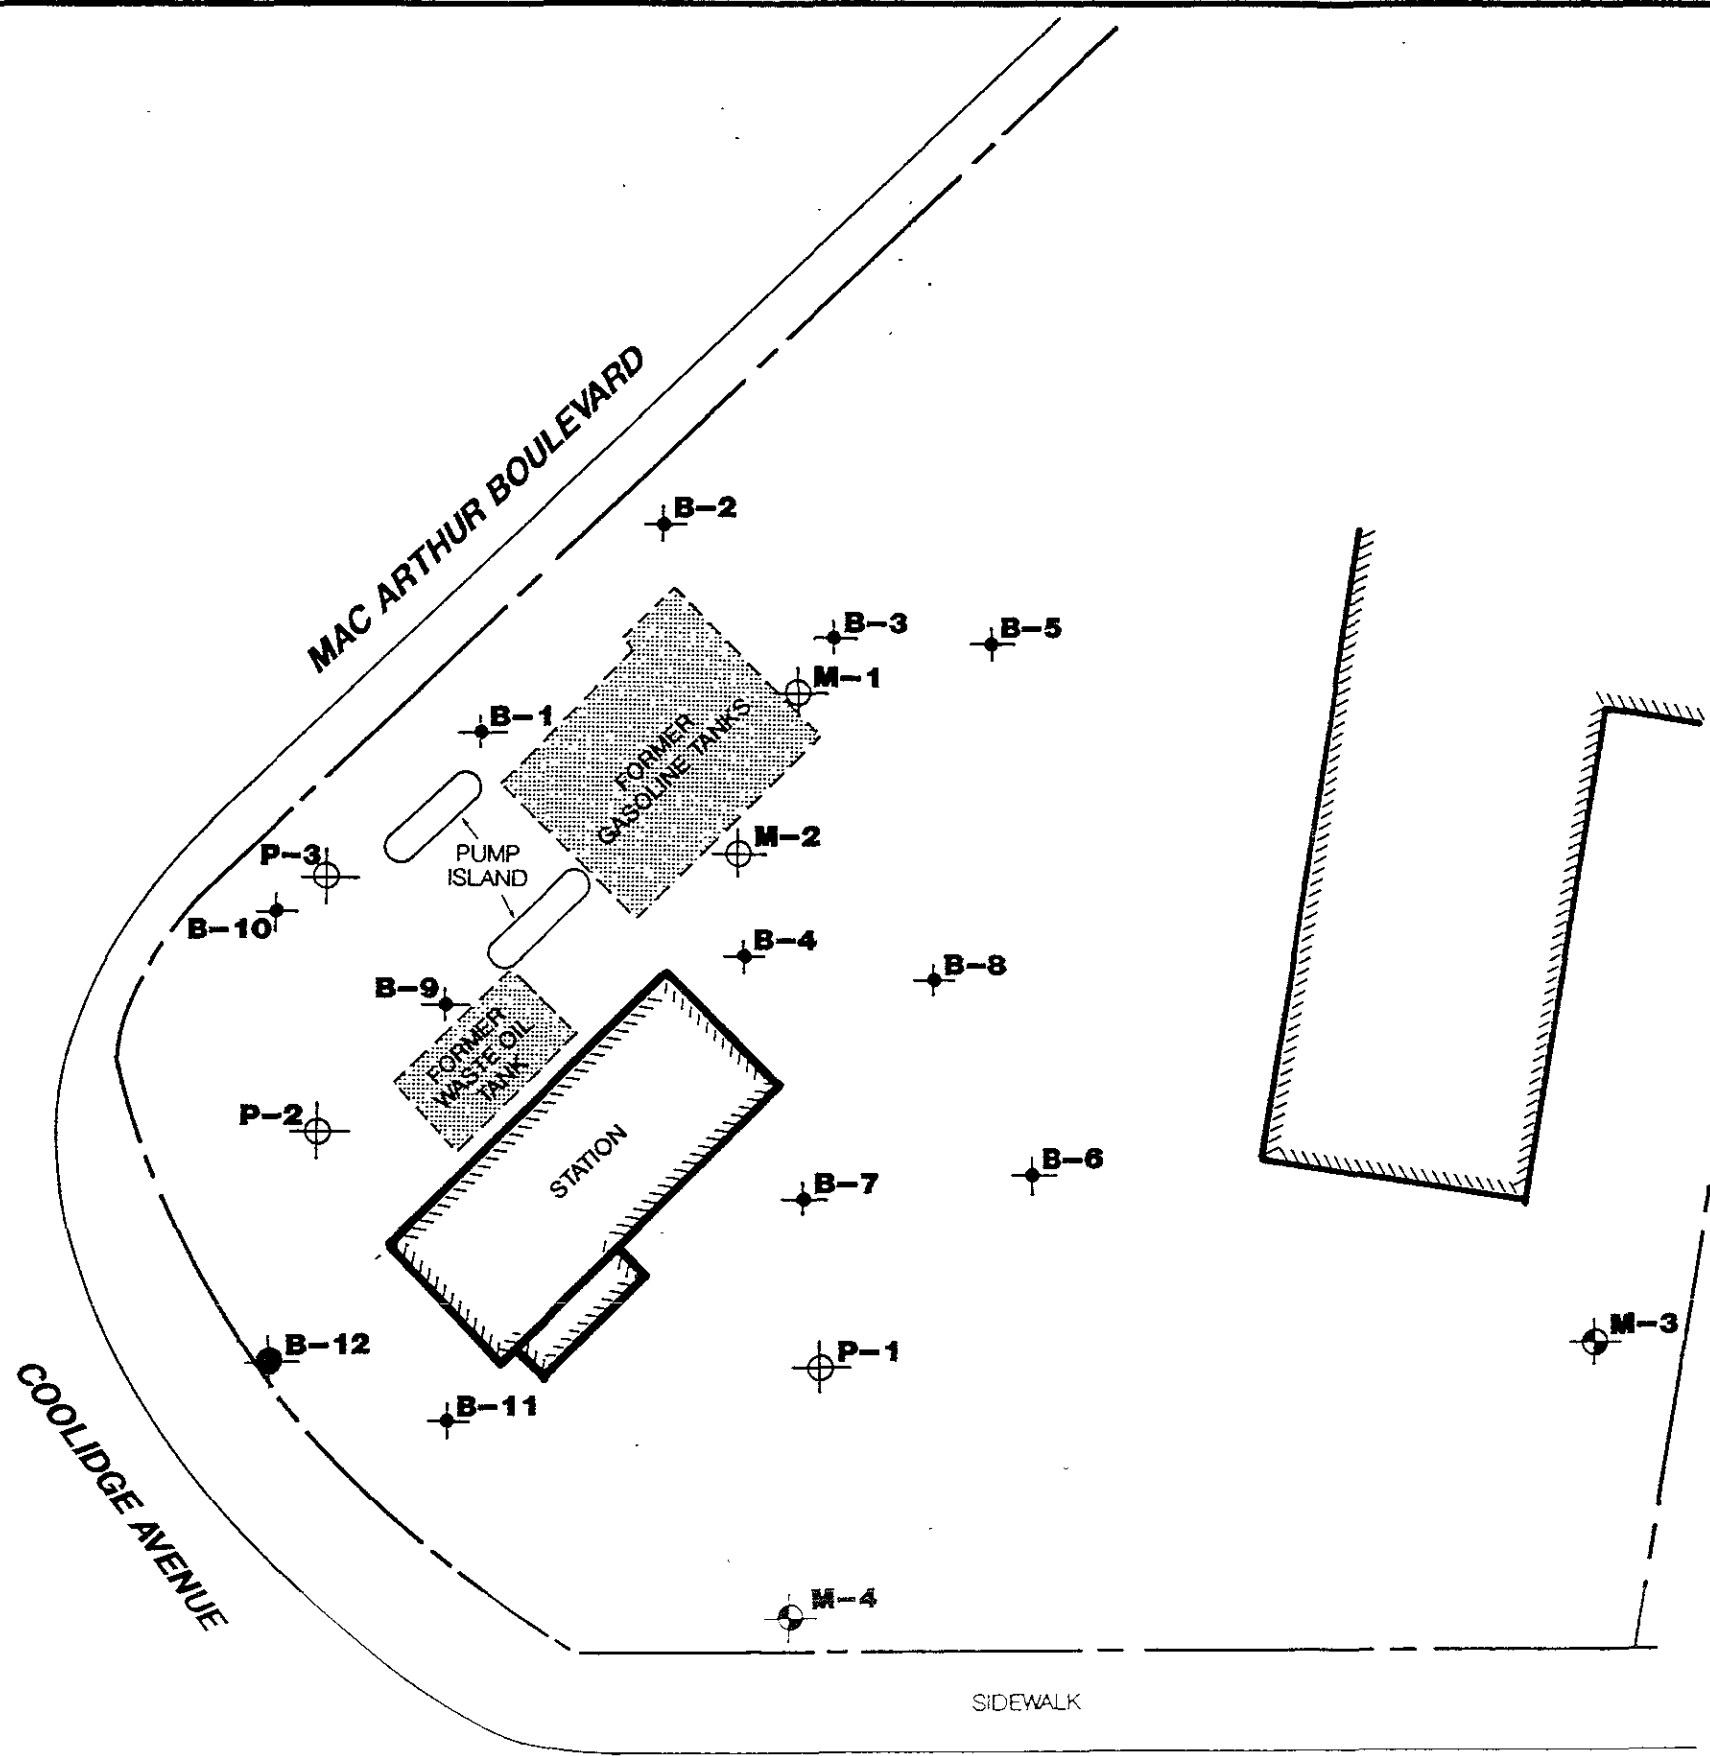 MAC ARTHUR BOULEVARD
B-2
B-3
B-5
M-1
B-1
FORMER
GASOLINE TANKS
M-2
P-3
PUMP
ISLAND
B-10
B-4
B-8
B-9
FORMER
WASTE OIL
TANK
P-2
STATION
B-6
B-7
M-3
B-12
P-1
B-11
COOLIDGE AVENUE
M-4
SIDEWALK